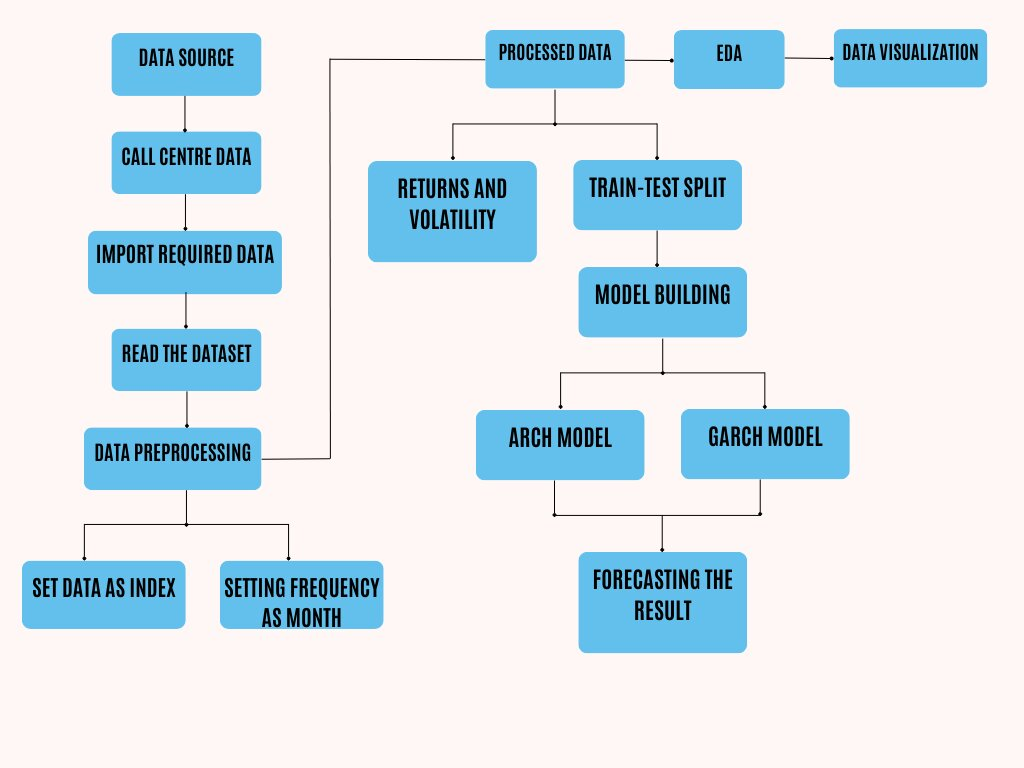 DATA SOURCE
CALL CENTRE DATA
IMPORT REQUIRED DATA
READ THE DATASET
DATA PREPROCESSING
SET DATA AS INDEX
SETTING FREQUENCY
AS MONTH
PROCESSED DATA
EDA
DATA VISUALIZATION
RETURNS AND
VOLATILITY
TRAIN-TEST SPLIT
MODEL BUILDING
ARCH MODEL
GARCH MODEL
FORECASTING THE
RESULT